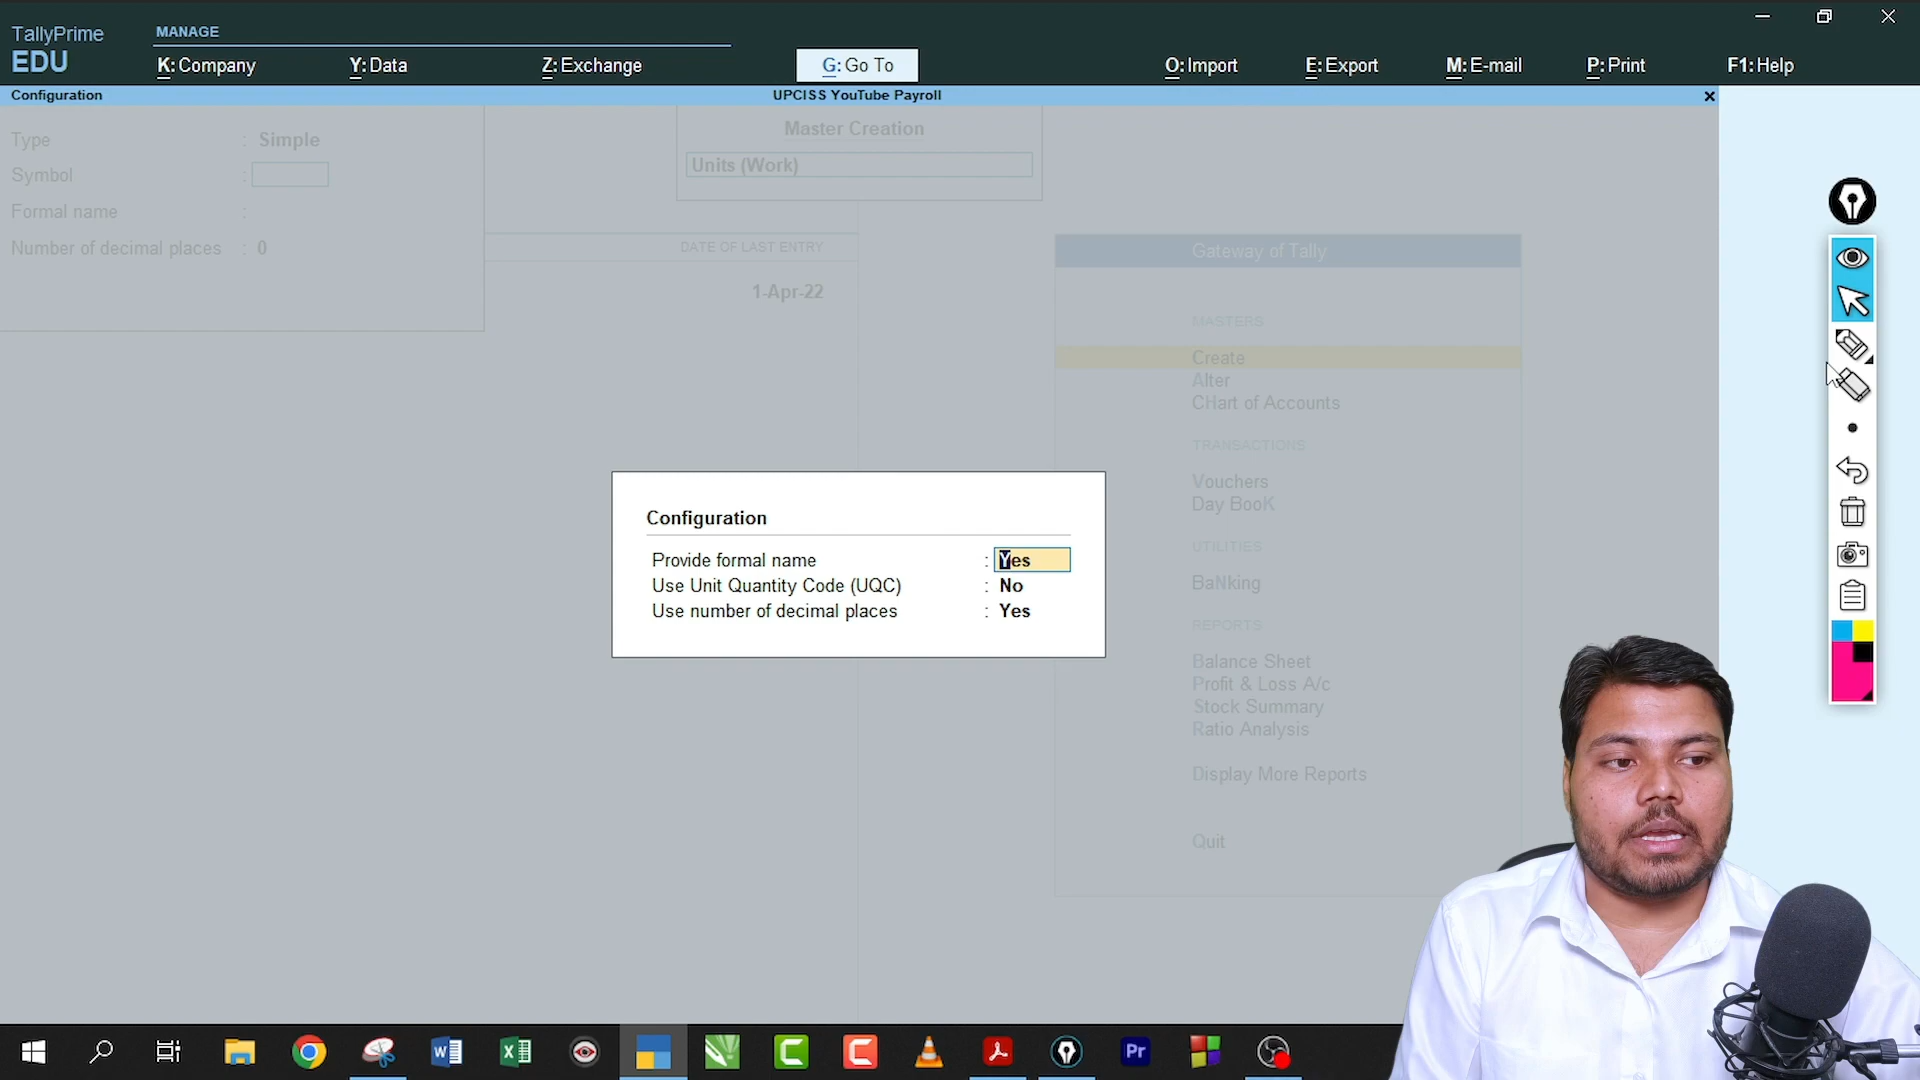 TallyPrime
EDU
MANAGE
K: Company
Y: Data
Z: Exchange
G: Go To
O: Import
E: Export
M: E-mail
P: Print
F1: Help
Configuration
UPCISS YouTube Payroll
Type : Simple
Symbol :
Formal name :
Number of decimal places : 0
Master Creation
Units (Work)
DATE OF LAST ENTRY
1-Apr-22
Gateway of Tally
MASTERS
Create
Alter
CHart of Accounts
TRANSACTIONS
Vouchers
Day BooK
UTILITIES
BaNking
REPORTS
Balance Sheet
Profit & Loss A/c
Stock Summary
Ratio Analysis
Display More Reports
Quit
Configuration
Provide formal name : Yes
Use Unit Quantity Code (UQC) : No
Use number of decimal places : Yes
Pr